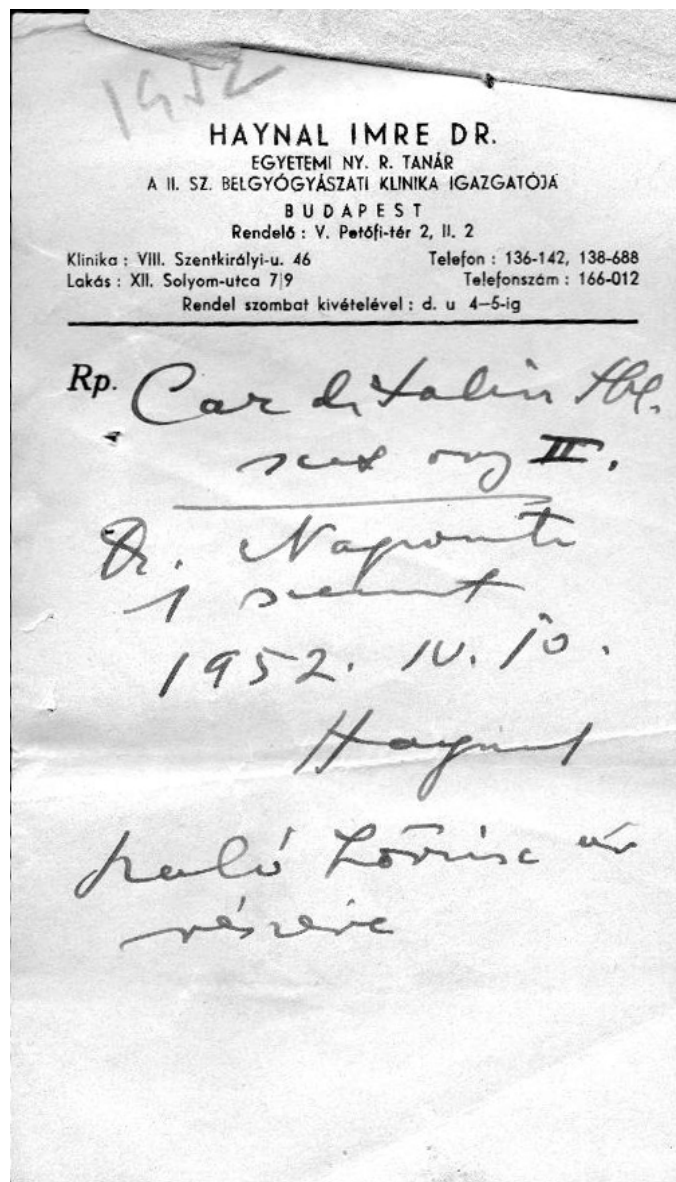 1952
HAYNAL IMRE DR.
EGYETEMI NY. R. TANÁR
A II. SZ. BELGYÓGYÁSZATI KLINIKA IGAZGATÓJA
BUDAPEST
Rendelő : V. Petőfi-tér 2, II. 2
Klinika : VIII. Szentkirályi-u. 46 Telefon : 136-142, 138-688
Lakás : XII. Solyom-utca 7|9 Telefonszám : 166-012
Rendel szombat kivételével : d. u 4–5-ig
Rp. Carditalin tbl.
II.
Naponta
1 szemet
1952. IV. 10.
Haynal
Lőrinc úr
részére